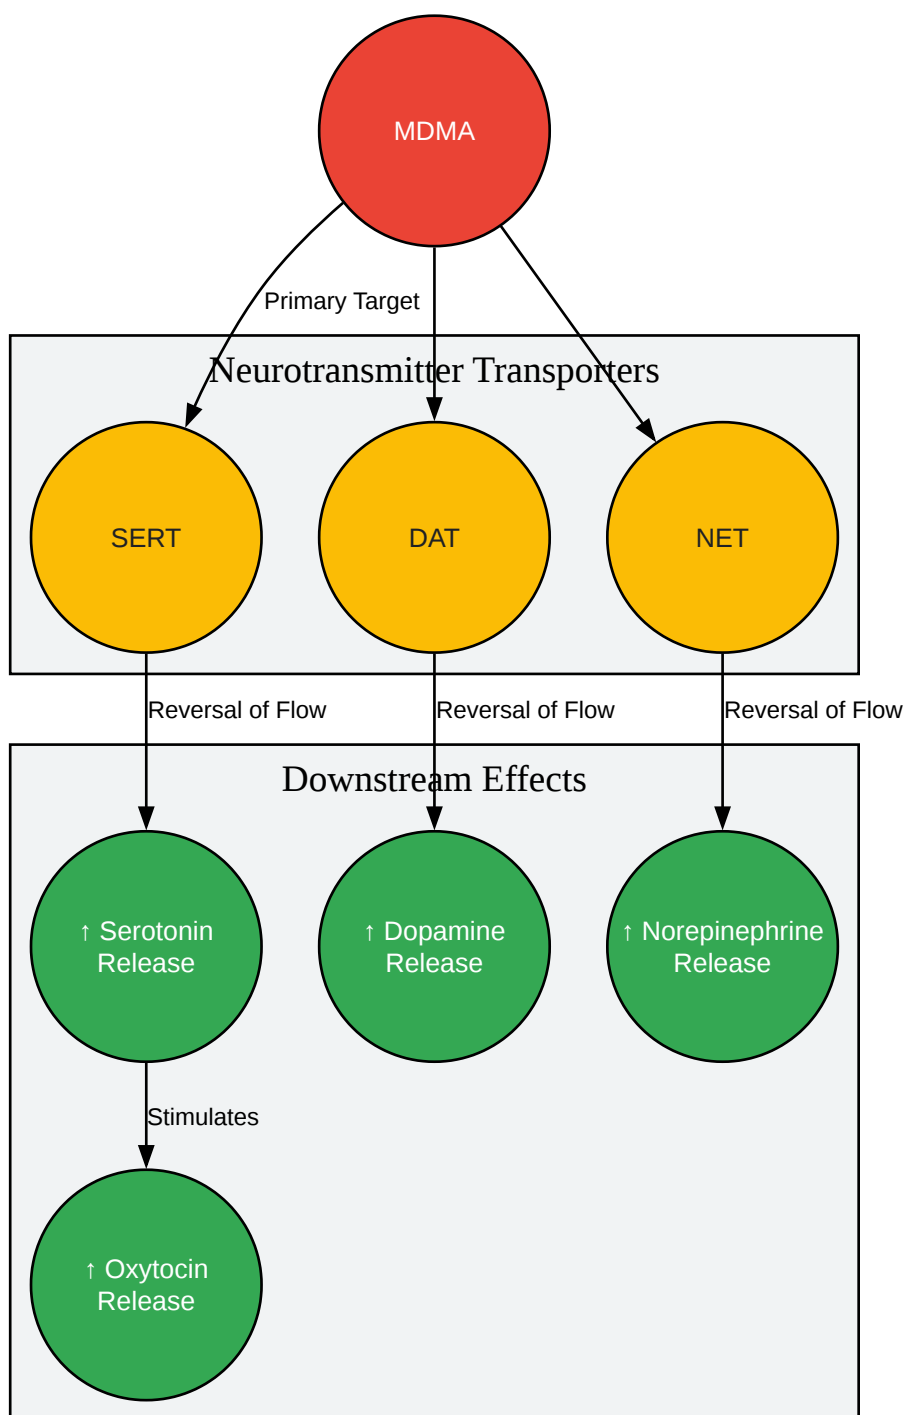 MDMA
Primary Target
Neurotransmitter Transporters
SERT
DAT
NET
Reversal of Flow
Reversal of Flow
Reversal of Flow
Downstream Effects
↑ Serotonin
Release
↑ Dopamine
Release
↑ Norepinephrine
Release
Stimulates
↑ Oxytocin
Release